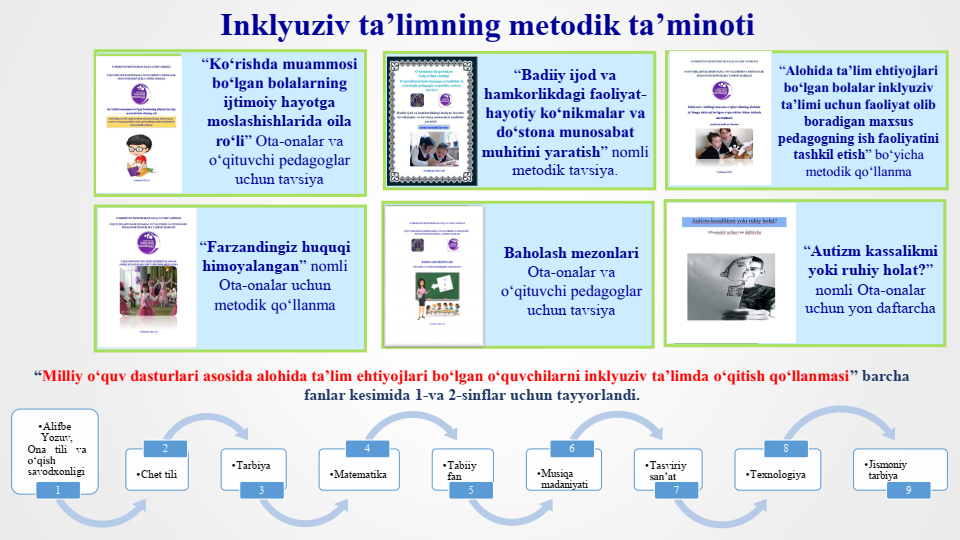 Inklyuziv ta’limning metodik ta’minoti
“Ko‘rishda muammosi
bo‘lgan bolalarning
ijtimoiy hayotga
moslashishlarida oila
ro‘li” Ota-onalar va
o‘qituvchi pedagoglar
uchun tavsiya
“Badiiy ijod va
hamkorlikdagi faoliyat-
hayotiy ko‘nikmalar va
do‘stona munosabat
muhitini yaratish” nomli
metodik tavsiya.
“Alohida ta’lim ehtiyojlari
bo‘lgan bolalar inklyuziv
ta’limi uchun faoliyat olib
boradigan maxsus
pedagogning ish faoliyatini
tashkil etish” bo‘yicha
metodik qo‘llanma
“Farzandingiz huquqi
himoyalangan” nomli
Ota-onalar uchun
metodik qo‘llanma
BAHOLASH MEZONLARI
Baholash mezonlari
Ota-onalar va
o‘qituvchi pedagoglar
uchun tavsiya
Autizm-kassallikmi yoki ruhiy holat?
“Autizm kassalikmi
yoki ruhiy holat?”
nomli Ota-onalar
uchun yon daftarcha
“Milliy o‘quv dasturlari asosida alohida ta’lim ehtiyojlari bo‘lgan o‘quvchilarni inklyuziv ta’limda o‘qitish qo‘llanmasi” barcha
fanlar kesimida 1-va 2-sinflar uchun tayyorlandi.
•Alifbe
Yozuv,
Ona tili va
o‘qish
savodxonligi
1
2
•Chet tili
•Tarbiya
3
4
•Matematika
•Tabiiy
fan
5
6
•Musiqa
madaniyati
•Tasviriy
san’at
7
8
•Texnologiya
•Jismoniy
tarbiya
9